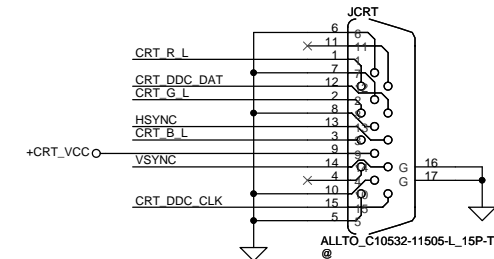 JCRT
6
11
CRT_R_L 1
7
CRT_DDC_DAT 12
CRT_G_L 2
8
HSYNC 13
CRT_B_L 3
+CRT_VCC 9
VSYNC 14
4
10
CRT_DDC_CLK 15
5
G 16
G 17
ALLTO_C10532-11505-L_15P-T
@